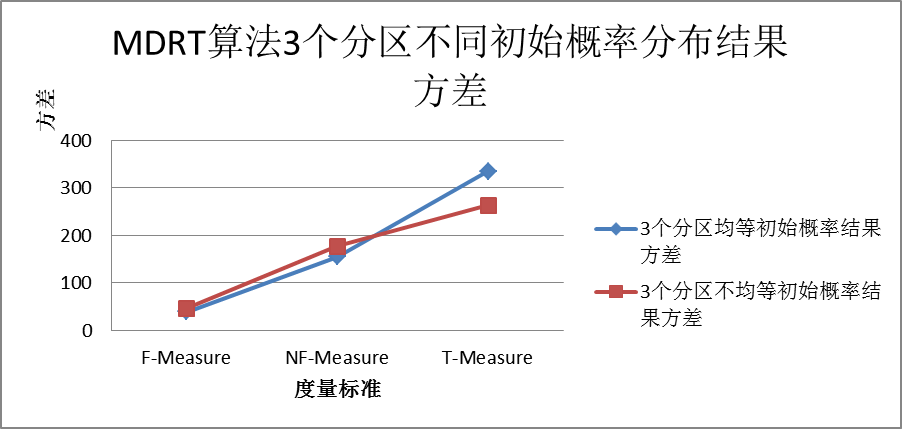 MDRT算法3个分区不同初始概率分布结果
方差
方差
400
300
200
100
0
F-Measure NF-Measure T-Measure
度量标准
3个分区均等初始概率结果
方差
3个分区不均等初始概率结
果方差